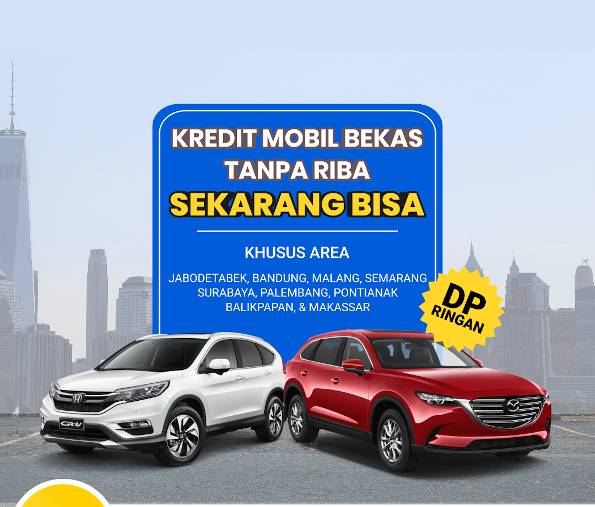 KREDIT MOBIL BEKAS
TANPA RIBA
SEKARANG BISA
KHUSUS AREA
JABODETABEK, BANDUNG, MALANG, SEMARANG
SURABAYA, PALEMBANG, PONTIANAK
BALIKPAPAN, & MAKASSAR
DP
RINGAN
CR-V